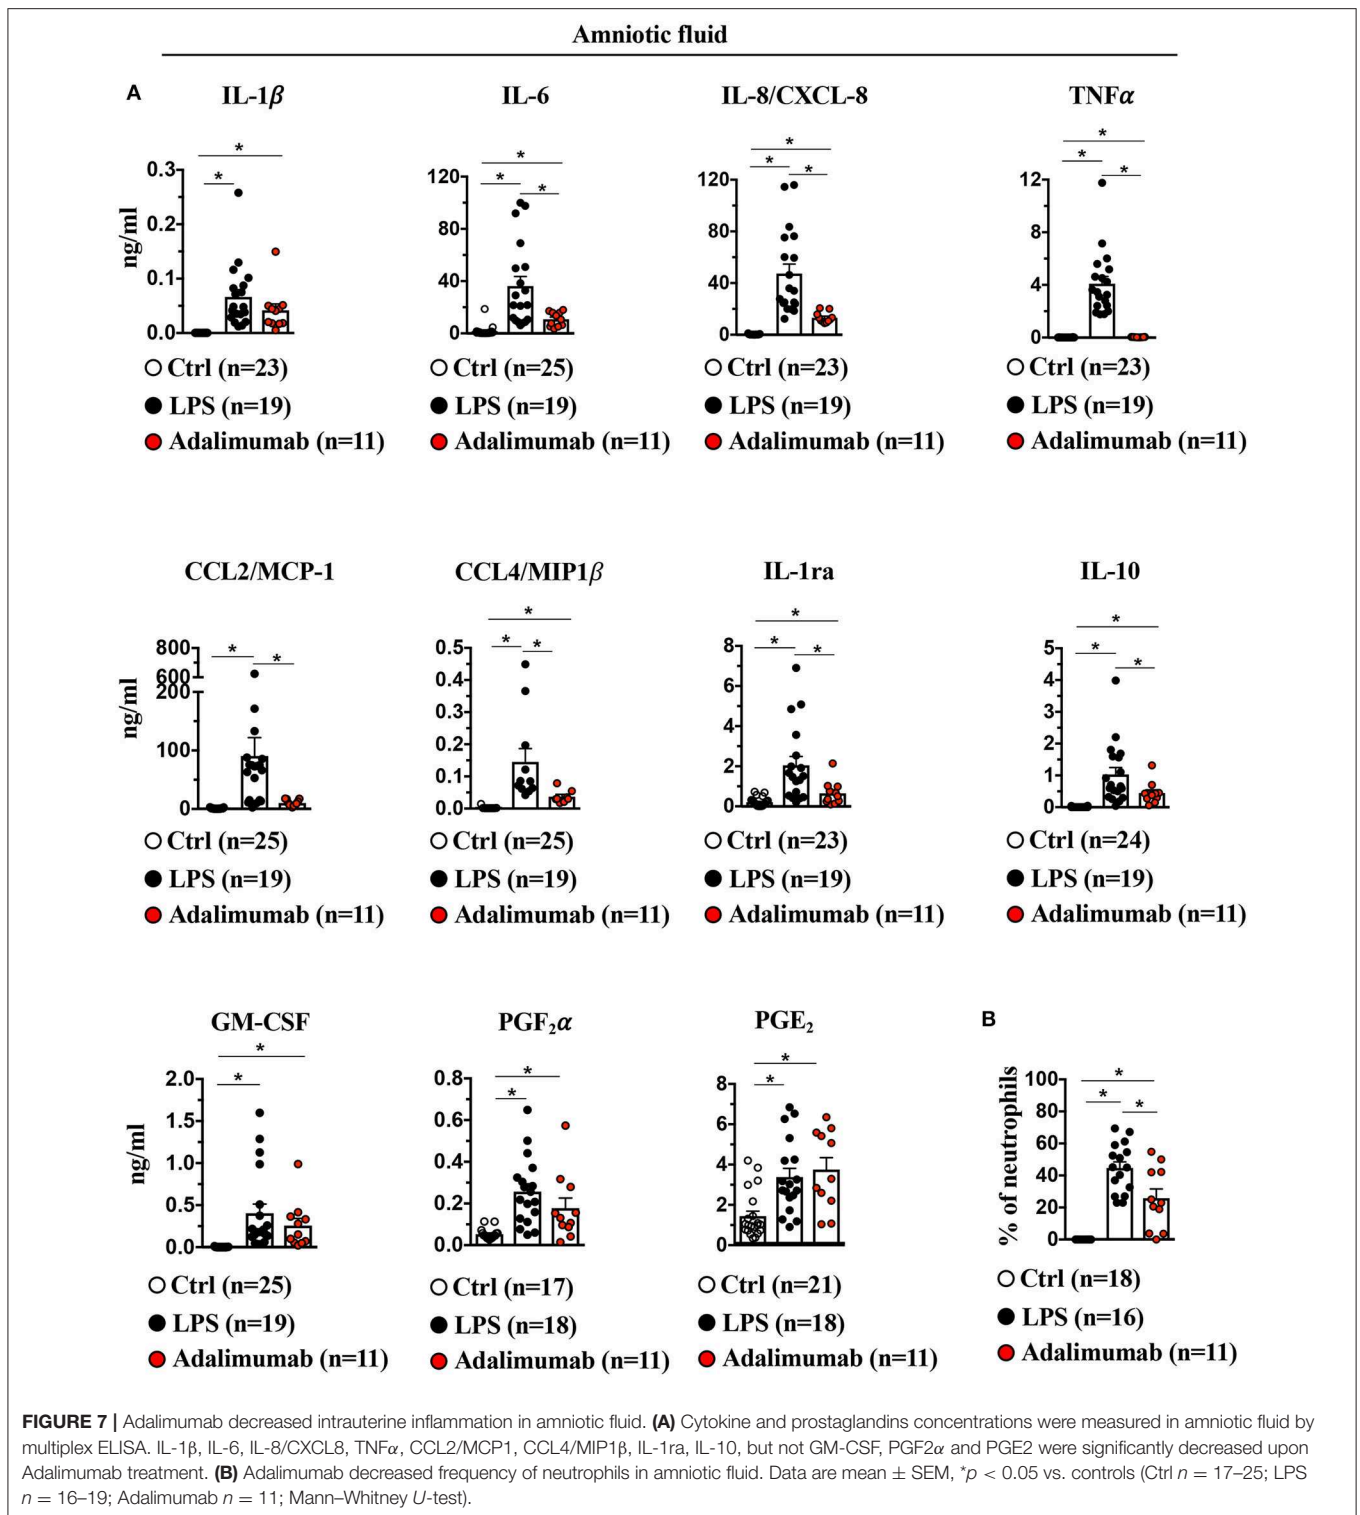 Amniotic fluid
A
IL-1β
IL-6
IL-8/CXCL-8
TNFα
ng/ml
0.3
0.2
0.1
0.0
* *
120
80
40
0
* * *
120
80
40
0
* * *
12
8
4
0
* * *
Ctrl (n=23)
LPS (n=19)
Adalimumab (n=11)
Ctrl (n=25)
LPS (n=19)
Adalimumab (n=11)
Ctrl (n=23)
LPS (n=19)
Adalimumab (n=11)
Ctrl (n=23)
LPS (n=19)
Adalimumab (n=11)
CCL2/MCP-1
CCL4/MIP1β
IL-1ra
IL-10
ng/ml
800
600
200
100
0
* *
0.5
0.4
0.3
0.2
0.1
0.0
* * *
8
6
4
2
0
* * *
5
4
3
2
1
0
* * *
Ctrl (n=25)
LPS (n=19)
Adalimumab (n=11)
Ctrl (n=25)
LPS (n=19)
Adalimumab (n=11)
Ctrl (n=23)
LPS (n=19)
Adalimumab (n=11)
Ctrl (n=24)
LPS (n=19)
Adalimumab (n=11)
GM-CSF
PGF₂α
PGE₂
B
ng/ml
2.0
1.5
1.0
0.5
0.0
* *
0.8
0.6
0.4
0.2
0.0
* *
8
6
4
2
0
* *
% of neutrophils
100
80
60
40
20
0
* * *
Ctrl (n=25)
LPS (n=19)
Adalimumab (n=11)
Ctrl (n=17)
LPS (n=18)
Adalimumab (n=11)
Ctrl (n=21)
LPS (n=18)
Adalimumab (n=11)
Ctrl (n=18)
LPS (n=16)
Adalimumab (n=11)
FIGURE 7 | Adalimumab decreased intrauterine inflammation in amniotic fluid. (A) Cytokine and prostaglandins concentrations were measured in amniotic fluid by
multiplex ELISA. IL-1β, IL-6, IL-8/CXCL8, TNFα, CCL2/MCP1, CCL4/MIP1β, IL-1ra, IL-10, but not GM-CSF, PGF2α and PGE2 were significantly decreased upon
Adalimumab treatment. (B) Adalimumab decreased frequency of neutrophils in amniotic fluid. Data are mean ± SEM, *p < 0.05 vs. controls (Ctrl n = 17–25; LPS
n = 16–19; Adalimumab n = 11; Mann–Whitney U-test).